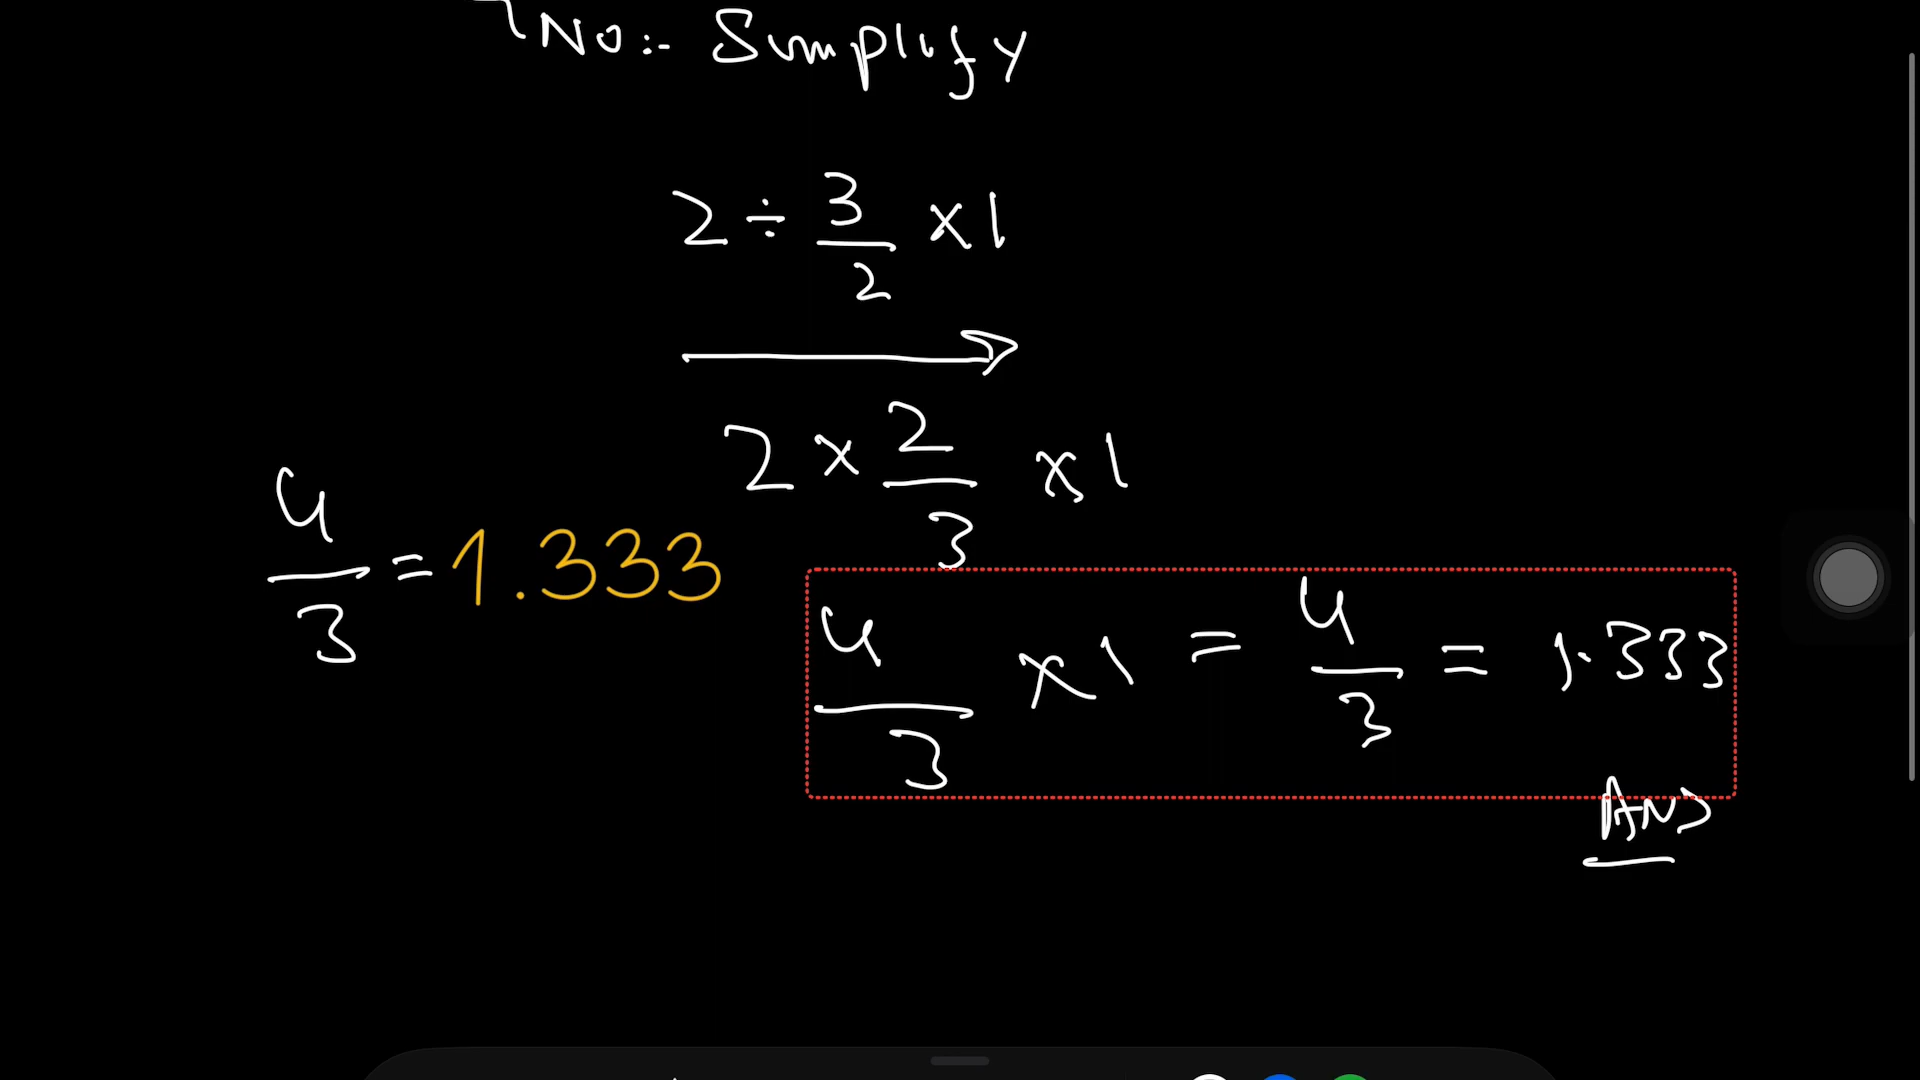 No:- Simplify
2 ÷ 3/2 x 1
2 x 2/3 x 1
4/3 = 1.333
4/3 x 1 = 4/3 = 1.333
Ans